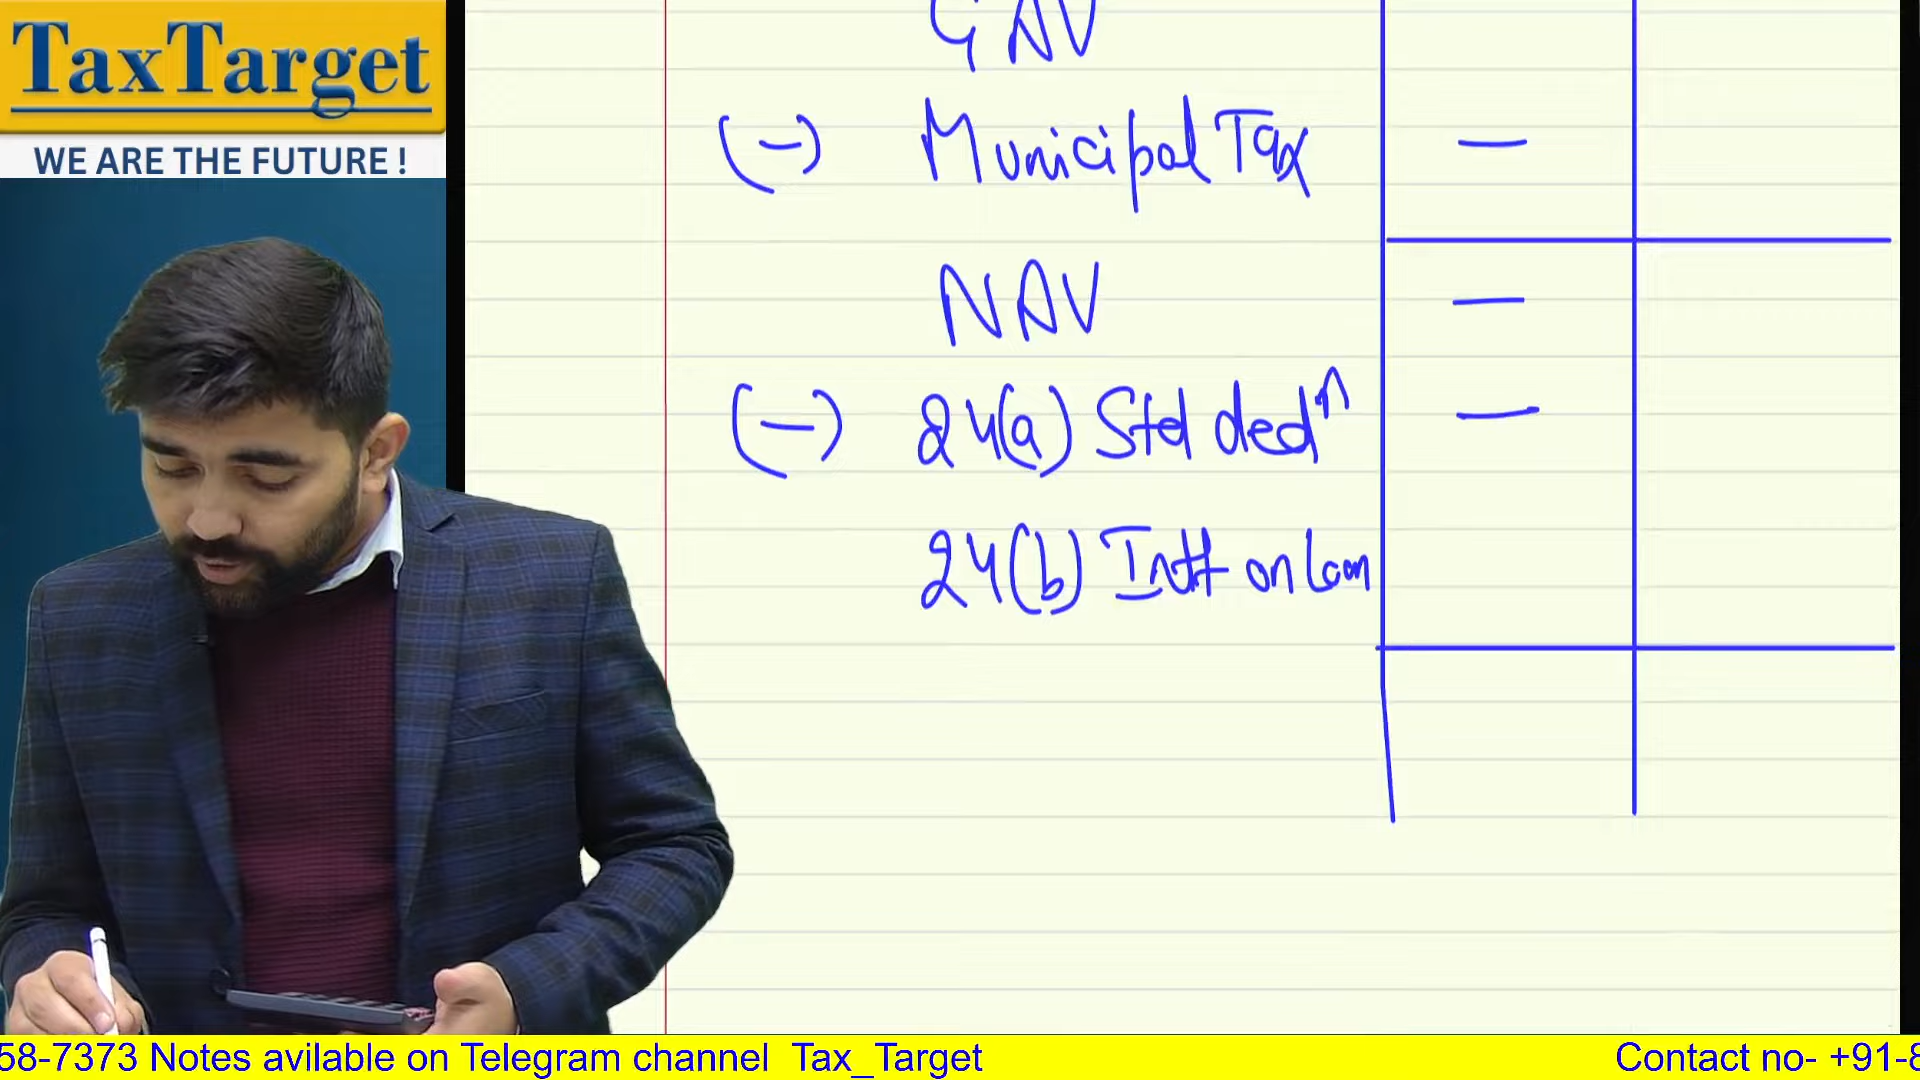 TaxTarget
WE ARE THE FUTURE !
GAV
(-) Municipal Tax —
NAV —
(-) 24(a) Std dedⁿ —
24(b) Intt on loan
58-7373 Notes avilable on Telegram channel Tax_Target
Contact no- +91-8